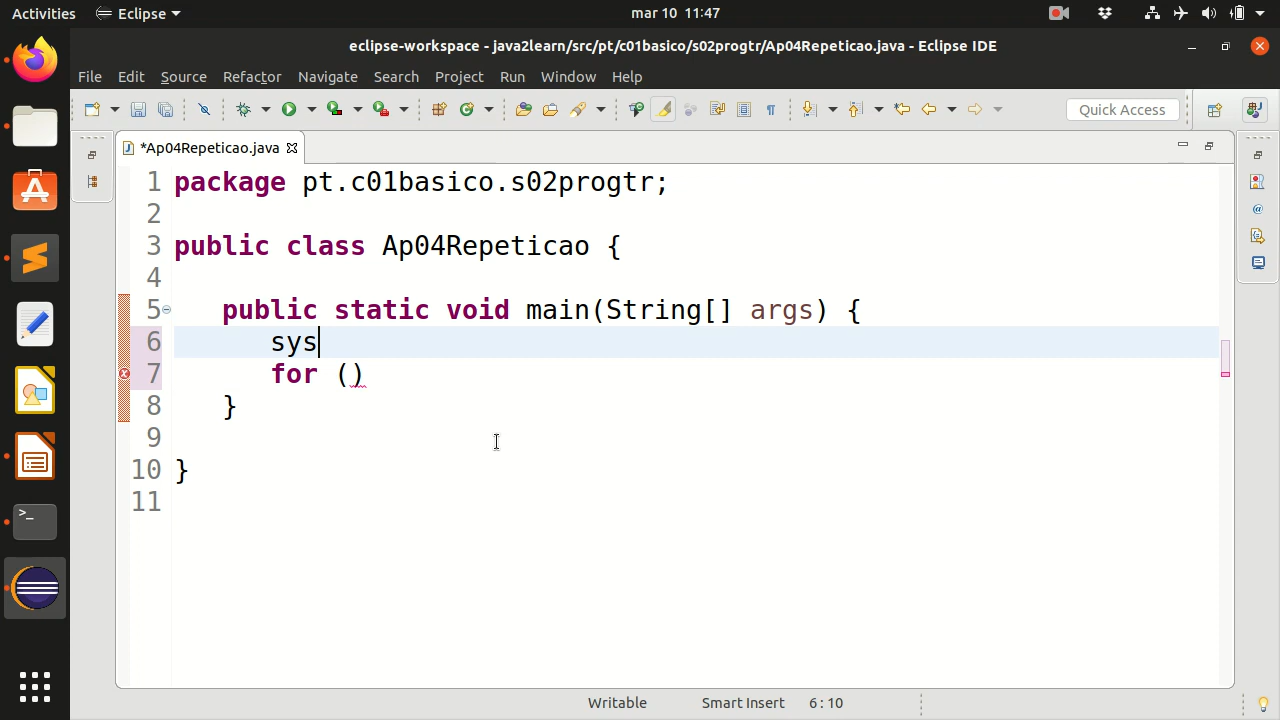 Activities Eclipse mar 10 11:47
eclipse-workspace - java2learn/src/pt/c01basico/s02progtr/Ap04Repeticao.java - Eclipse IDE
File Edit Source Refactor Navigate Search Run Window Help
Quick Access
*Ap04Repeticao.java
1 package pt.c01basico.s02progtr;
2
3 public class Ap04Repeticao {
4
5 public static void main(String[] args) {
6 sys
7 for ()
8 }
9
10 }
11
Writable Smart Insert 6:10